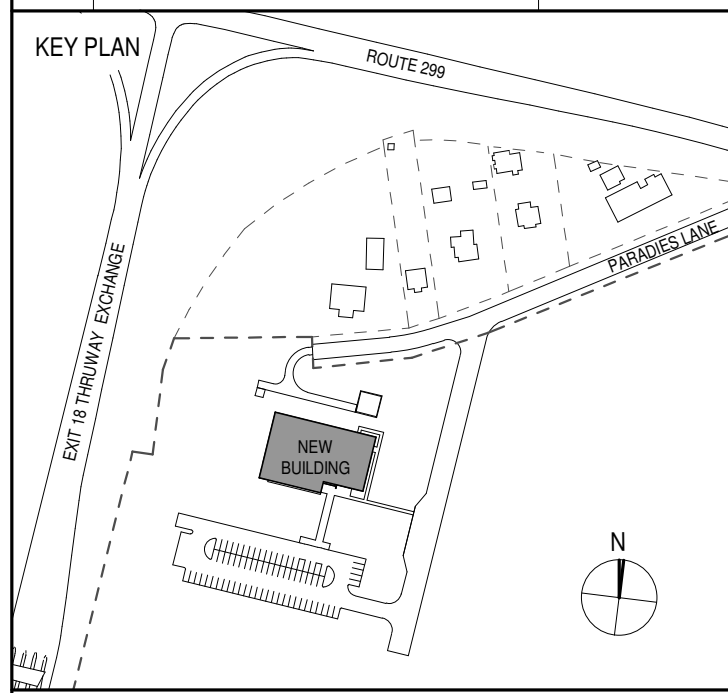 KEY PLAN
ROUTE 299
PARADIES LANE
EXIT 18 THRUWAY EXCHANGE
NEW
BUILDING
N